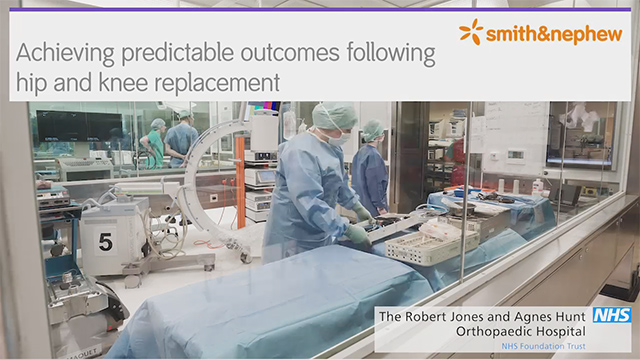 smith&nephew
Achieving predictable outcomes following
hip and knee replacement
5
MAQUET
The Robert Jones and Agnes Hunt
Orthopaedic Hospital
NHS
NHS Foundation Trust